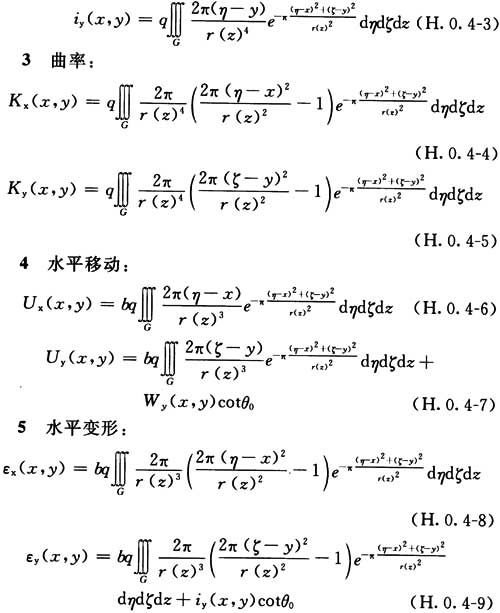 i_y(x,y) = q∭_G 2π(η−y)/r(z)⁴ e^{−π((η−x)²+(ζ−y)²)/r(z)²} dηdζdz (H.0.4-3)
3 曲率：
K_x(x,y) = q∭_G 2π/r(z)⁴ (2π(η−x)²/r(z)² − 1) e^{−π((η−x)²+(ζ−y)²)/r(z)²} dηdζdz
(H.0.4-4)
K_y(x,y) = q∭_G 2π/r(z)⁴ (2π(ζ−y)²/r(z)² − 1) e^{−π((η−x)²+(ζ−y)²)/r(z)²} dηdζdz
(H.0.4-5)
4 水平移动：
U_x(x,y) = bq∭_G 2π(η−x)/r(z)³ e^{−π((η−x)²+(ζ−y)²)/r(z)²} dηdζdz (H.0.4-6)
U_y(x,y) = bq∭_G 2π(ζ−y)/r(z)³ e^{−π((η−x)²+(ζ−y)²)/r(z)²} dηdζdz +
W_y(x,y)cotθ₀ (H.0.4-7)
5 水平变形：
ε_x(x,y) = bq∭_G 2π/r(z)³ (2π(η−x)²/r(z)² − 1) e^{−π((η−x)²+(ζ−y)²)/r(z)²} dηdζdz
(H.0.4-8)
ε_y(x,y) = bq∭_G 2π/r(z)³ (2π(ζ−y)²/r(z)² − 1) e^{−π((η−x)²+(ζ−y)²)/r(z)²}
dηdζdz + i_y(x,y)cotθ₀ (H.0.4-9)